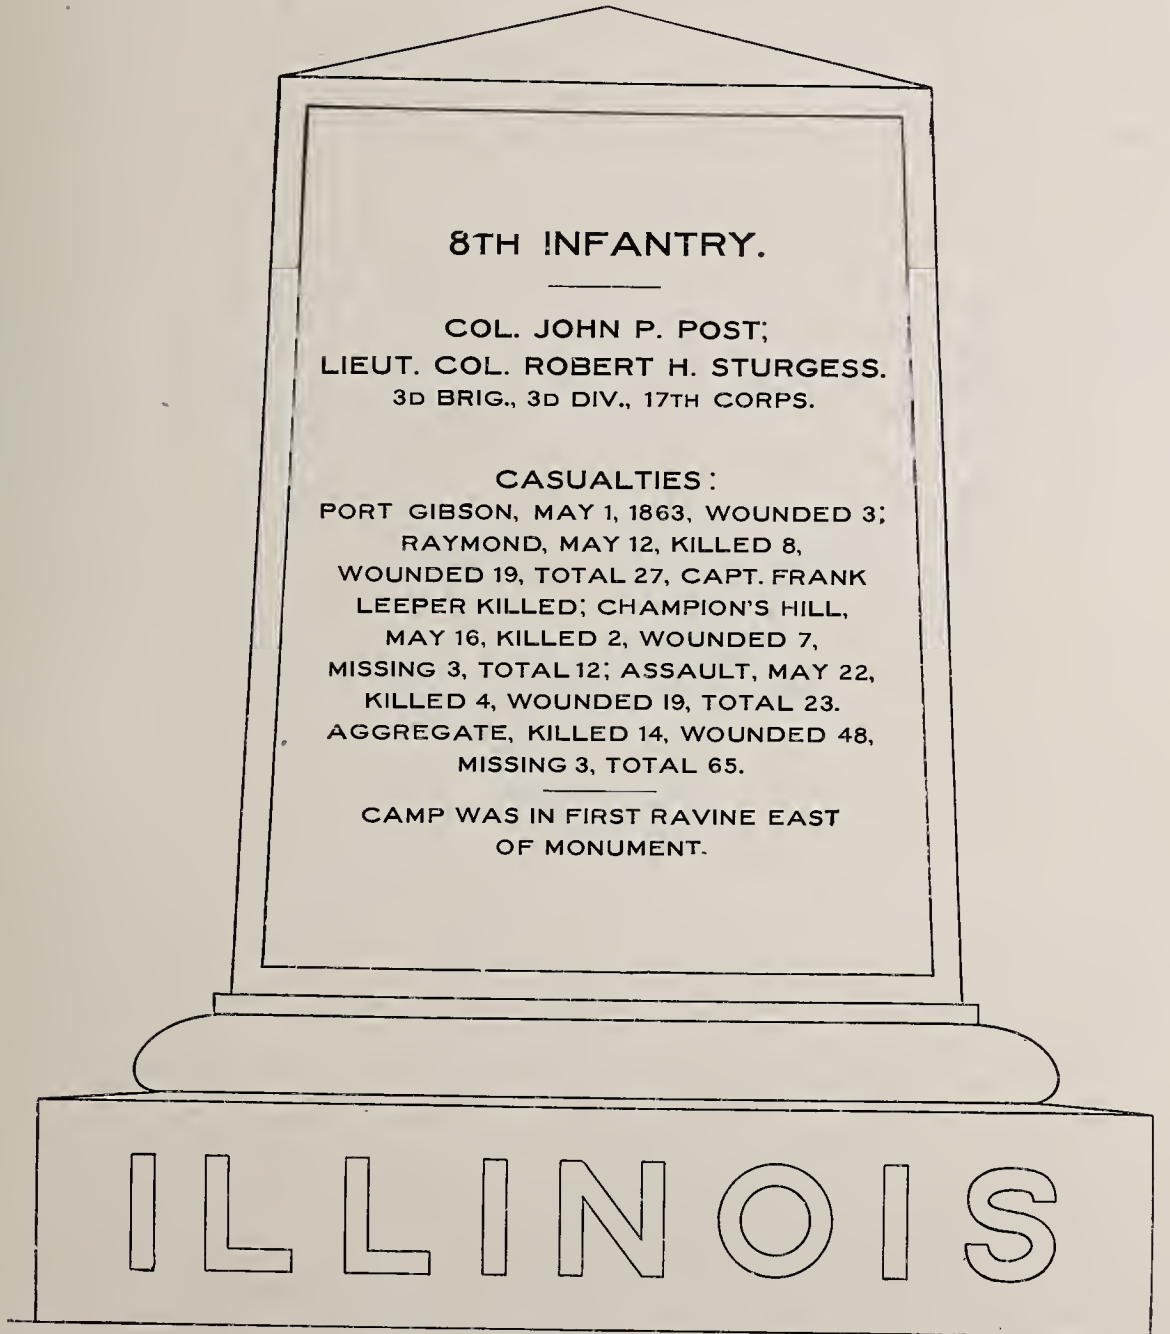 8TH INFANTRY.
COL. JOHN P. POST;
LIEUT. COL. ROBERT H. STURGESS.
3D BRIG., 3D DIV., 17TH CORPS.
CASUALTIES:
PORT GIBSON, MAY 1, 1863, WOUNDED 3;
RAYMOND, MAY 12, KILLED 8,
WOUNDED 19, TOTAL 27, CAPT. FRANK
LEEPER KILLED; CHAMPION'S HILL,
MAY 16, KILLED 2, WOUNDED 7,
MISSING 3, TOTAL 12; ASSAULT, MAY 22,
KILLED 4, WOUNDED 19, TOTAL 23.
AGGREGATE, KILLED 14, WOUNDED 48,
MISSING 3, TOTAL 65.
CAMP WAS IN FIRST RAVINE EAST
OF MONUMENT.
ILLINOIS